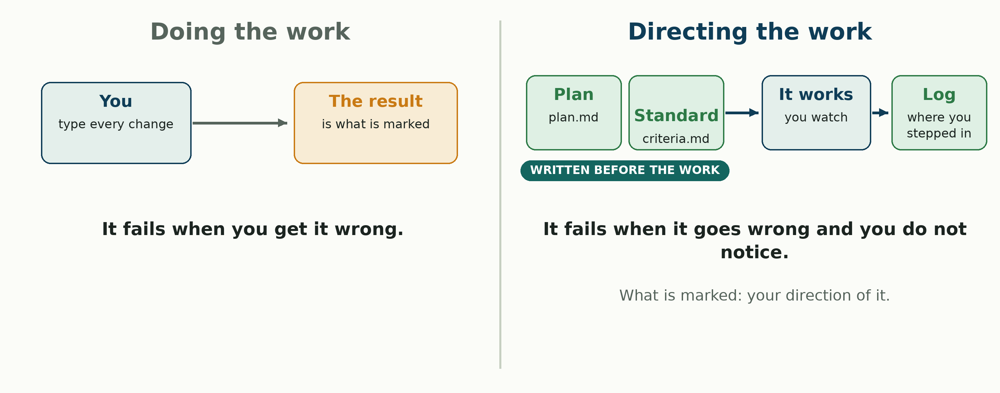 Doing the work
You
type every change
The result
is what is marked
It fails when you get it wrong.
Directing the work
Plan
plan.md
Standard
criteria.md
It works
you watch
Log
where you
stepped in
WRITTEN BEFORE THE WORK
It fails when it goes wrong and you do not
notice.
What is marked: your direction of it.